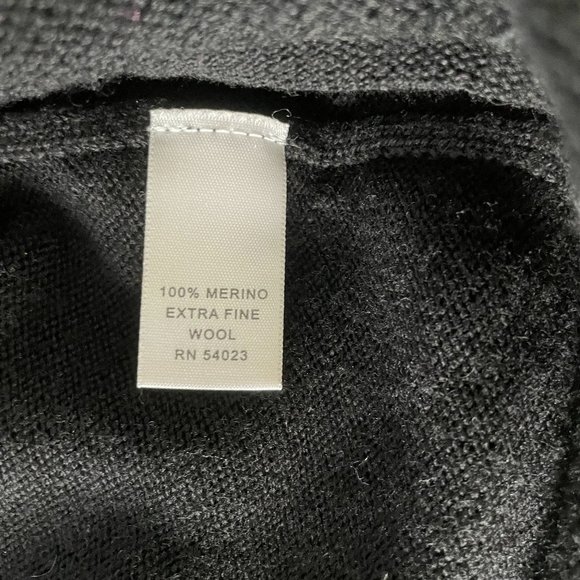 100% MERINO
EXTRA FINE
WOOL
RN 54023